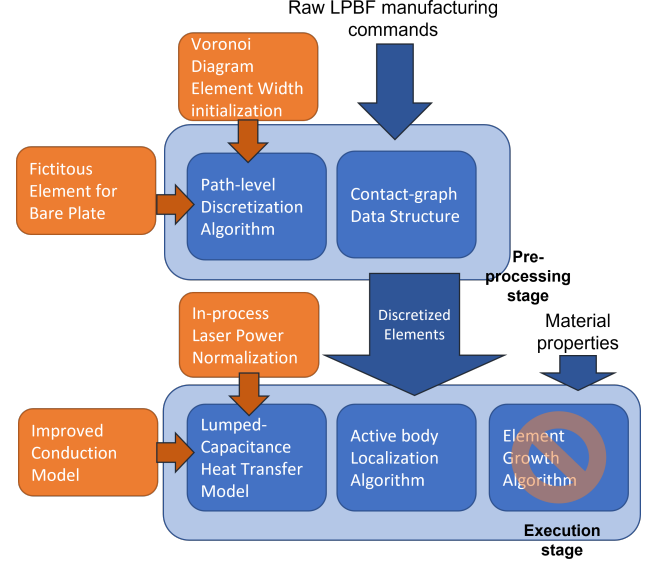 Raw LPBF manufacturing
commands
Voronoi
Diagram
Element Width
initialization
Fictitous
Element for
Bare Plate
Path-level
Discretization
Algorithm
Contact-graph
Data Structure
Pre-
processing
stage
In-process
Laser Power
Normalization
Discretized
Elements
Material
properties
Improved
Conduction
Model
Lumped-
Capacitance
Heat Transfer
Model
Active body
Localization
Algorithm
Element
Growth
Algorithm
Execution
stage